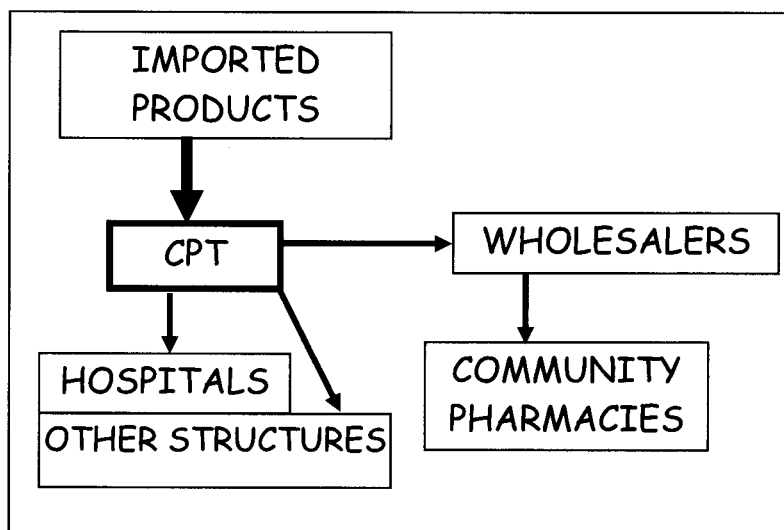 IMPORTED
PRODUCTS
CPT
WHOLESALERS
HOSPITALS
OTHER STRUCTURES
COMMUNITY
PHARMACIES